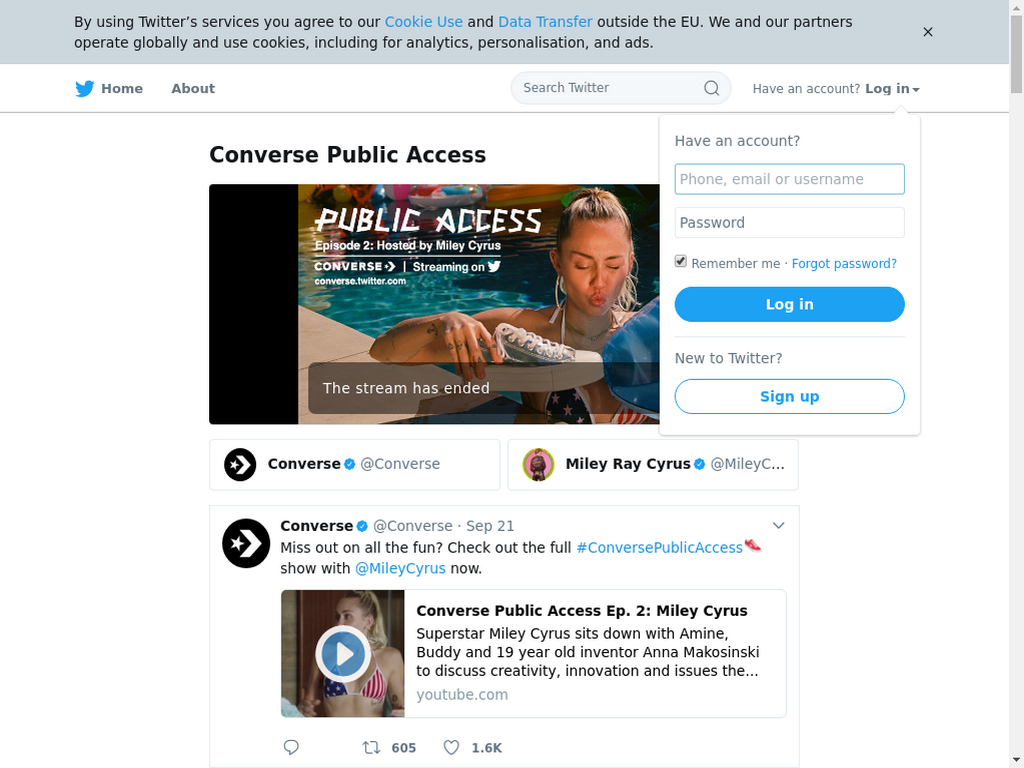 By using Twitter’s services you agree to our Cookie Use and Data Transfer outside the EU. We and our partners
operate globally and use cookies, including for analytics, personalisation, and ads.
Home
About
Search Twitter
Have an account? Log in
Converse Public Access
PUBLIC ACCESS
Episode 2: Hosted by Miley Cyrus
CONVERSE | Streaming on
converse.twitter.com
The stream has ended
Have an account?
Phone, email or username
Password
Remember me · Forgot password?
Log in
New to Twitter?
Sign up
Converse @Converse
Miley Ray Cyrus @MileyC...
Converse @Converse · Sep 21
Miss out on all the fun? Check out the full #ConversePublicAccess
show with @MileyCyrus now.
Converse Public Access Ep. 2: Miley Cyrus
Superstar Miley Cyrus sits down with Amine,
Buddy and 19 year old inventor Anna Makosinski
to discuss creativity, innovation and issues the...
youtube.com
605
1.6K